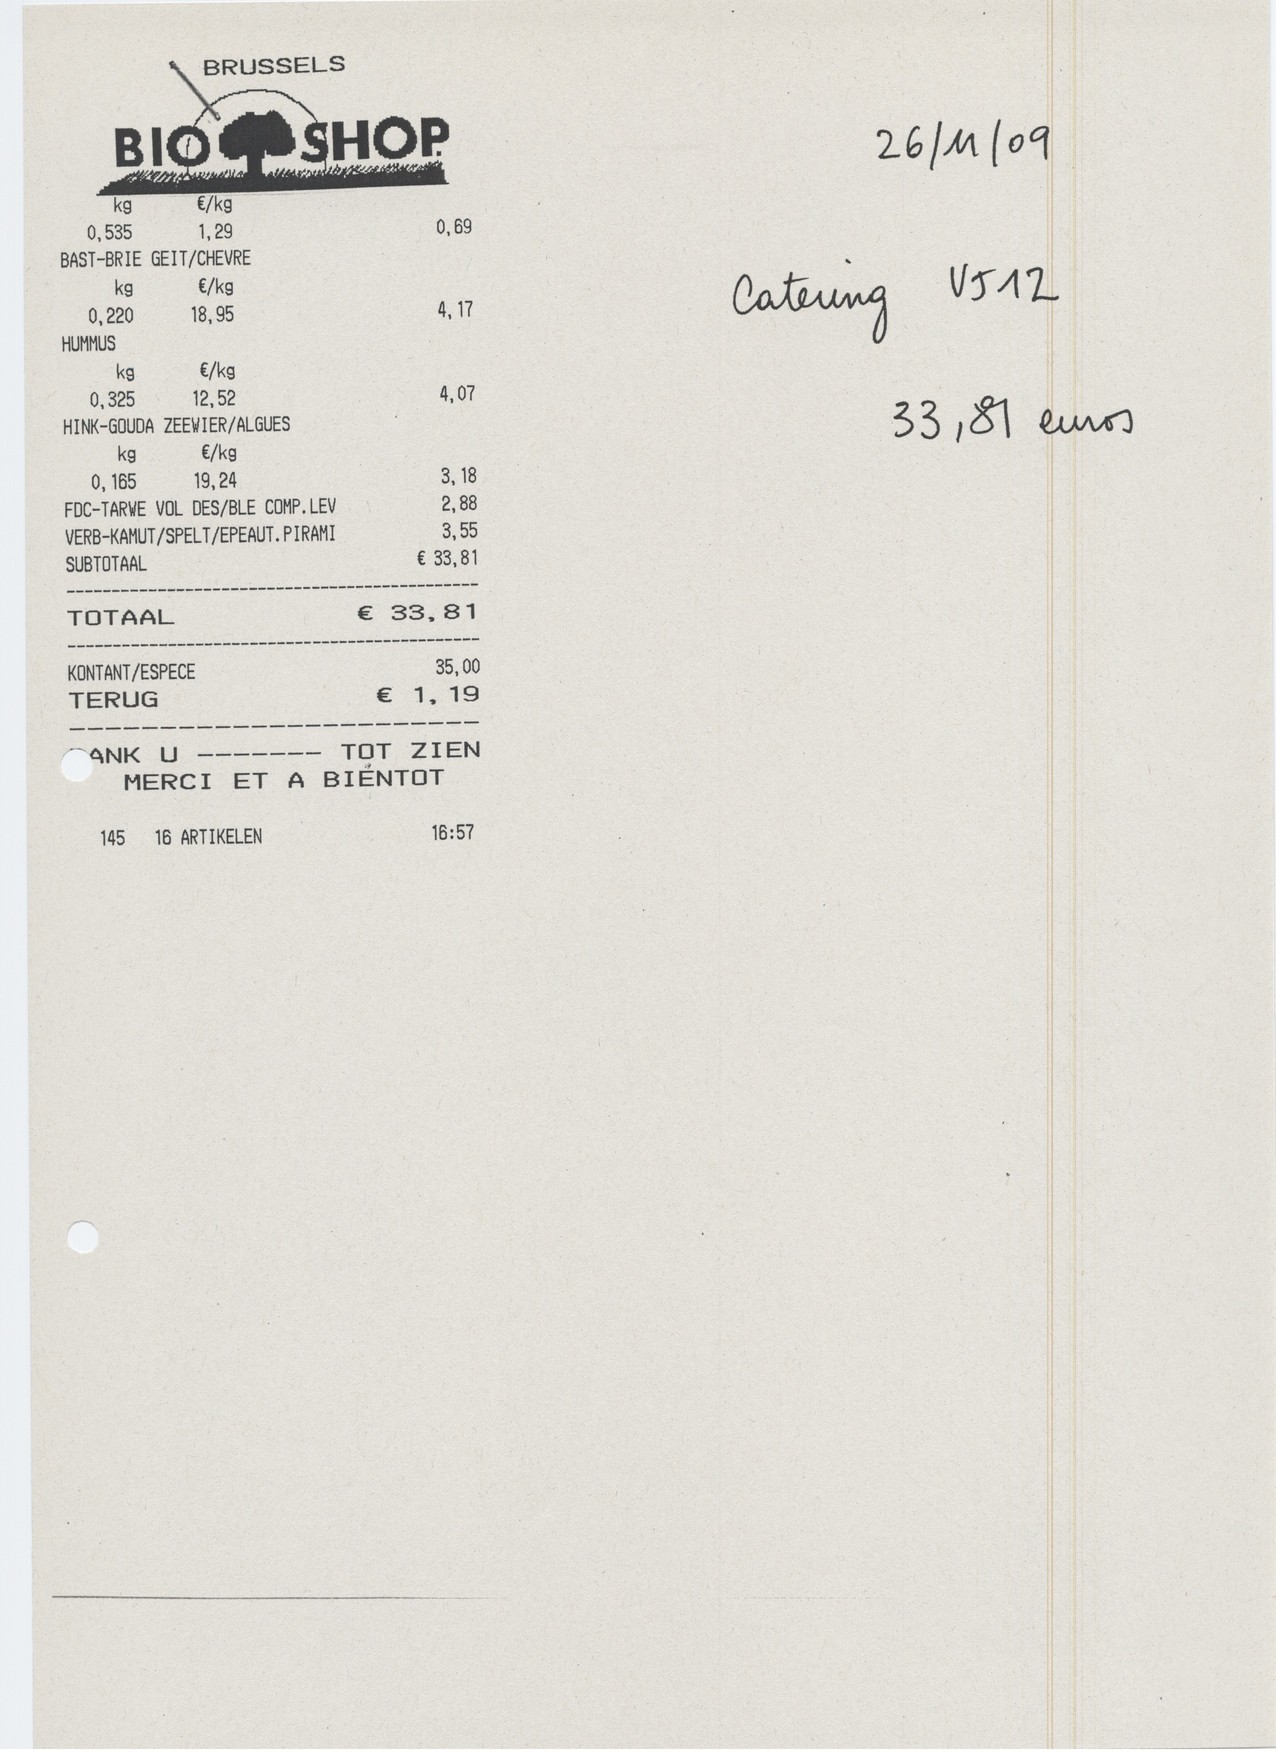 BRUSSELS
BIO SHOP
kg €/kg
0,535 1,29 0,69
BAST-BRIE GEIT/CHEVRE
kg €/kg
0,220 18,95 4,17
HUMMUS
kg €/kg
0,325 12,52 4,07
HINK-GOUDA ZEEWIER/ALGUES
kg €/kg
0,165 19,24 3,18
FDC-TARWE VOL DES/BLE COMP.LEV 2,88
VERB-KAMUT/SPELT/EPEAUT.PIRAMI 3,55
SUBTOTAAL € 33,81
TOTAAL € 33,81
KONTANT/ESPECE 35,00
TERUG € 1,19
ANK U ------- TOT ZIEN
MERCI ET A BIENTOT
145 16 ARTIKELEN 16:57
26/11/09
Catering VJ12
33,81 euros